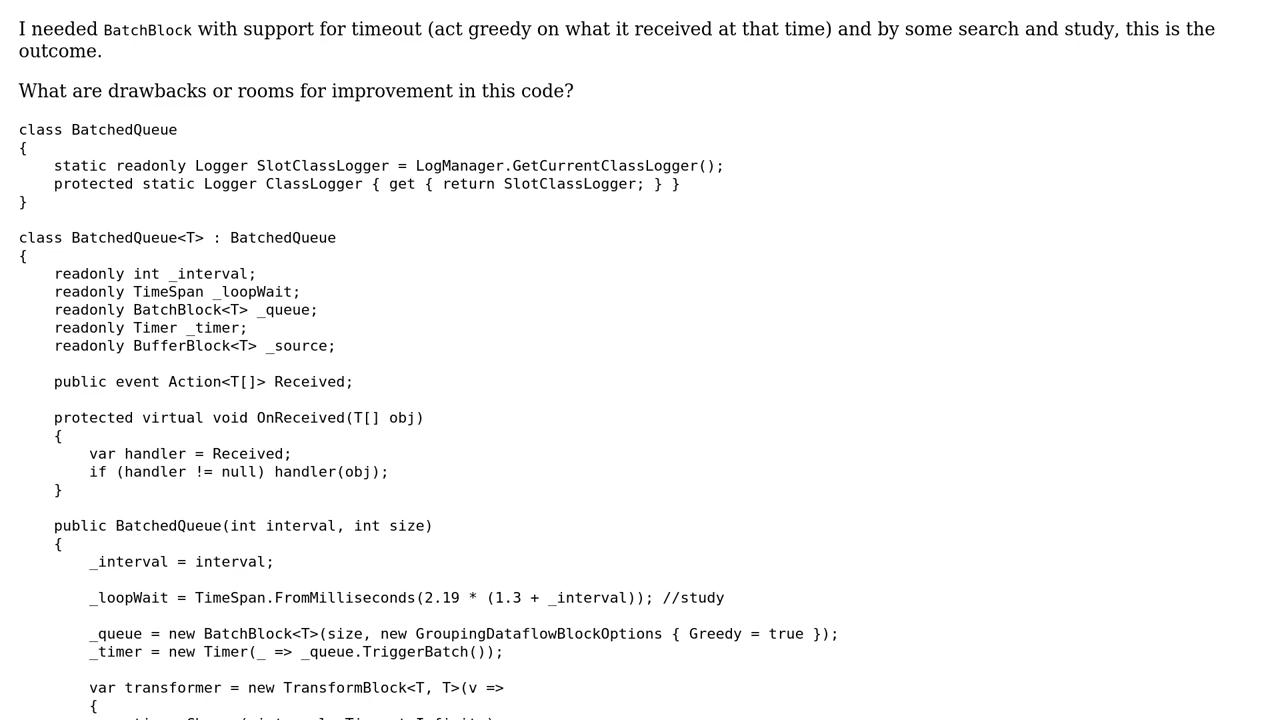 I needed BatchBlock with support for timeout (act greedy on what it received at that time) and by some search and study, this is the
outcome.
What are drawbacks or rooms for improvement in this code?
class BatchedQueue
{
    static readonly Logger SlotClassLogger = LogManager.GetCurrentClassLogger();
    protected static Logger ClassLogger { get { return SlotClassLogger; } }
}
class BatchedQueue<T> : BatchedQueue
{
    readonly int _interval;
    readonly TimeSpan _loopWait;
    readonly BatchBlock<T> _queue;
    readonly Timer _timer;
    readonly BufferBlock<T> _source;
    public event Action<T[]> Received;
    protected virtual void OnReceived(T[] obj)
    {
        var handler = Received;
        if (handler != null) handler(obj);
    }
    public BatchedQueue(int interval, int size)
    {
        _interval = interval;
        _loopWait = TimeSpan.FromMilliseconds(2.19 * (1.3 + _interval)); //study
        _queue = new BatchBlock<T>(size, new GroupingDataflowBlockOptions { Greedy = true });
        _timer = new Timer(_ => _queue.TriggerBatch());
        var transformer = new TransformBlock<T, T>(v =>
        {